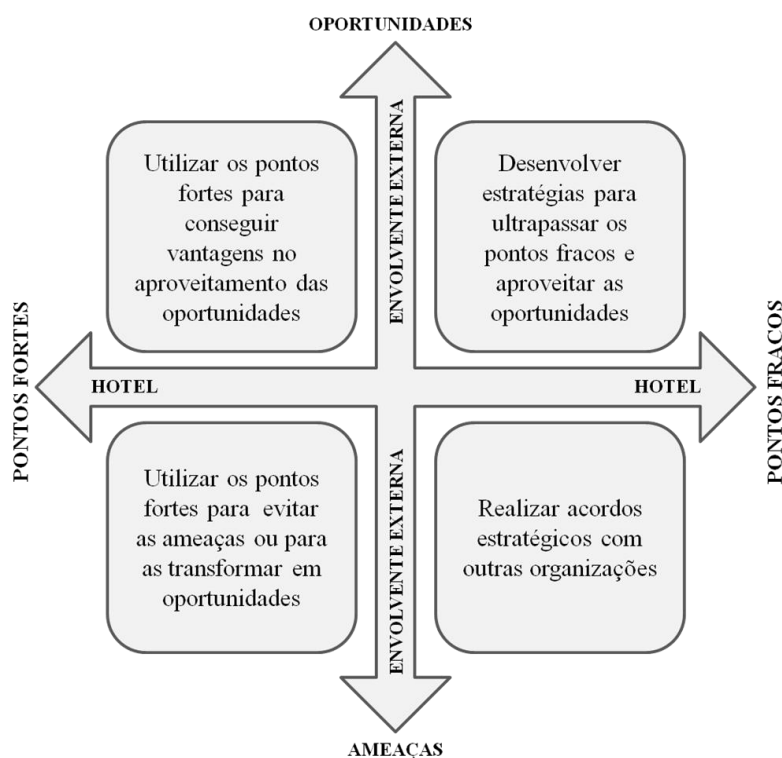 OPORTUNIDADES
ENVOLVENTE EXTERNA
Utilizar os pontos
fortes para
conseguir
vantagens no
aproveitamento das
oportunidades
Desenvolver
estratégias para
ultrapassar os
pontos fracos e
aproveitar as
oportunidades
PONTOS FORTES
HOTEL
HOTEL
PONTOS FRACOS
Utilizar os pontos
fortes para evitar
as ameaças ou para
as transformar em
oportunidades
ENVOLVENTE EXTERNA
Realizar acordos
estratégicos com
outras organizações
AMEAÇAS